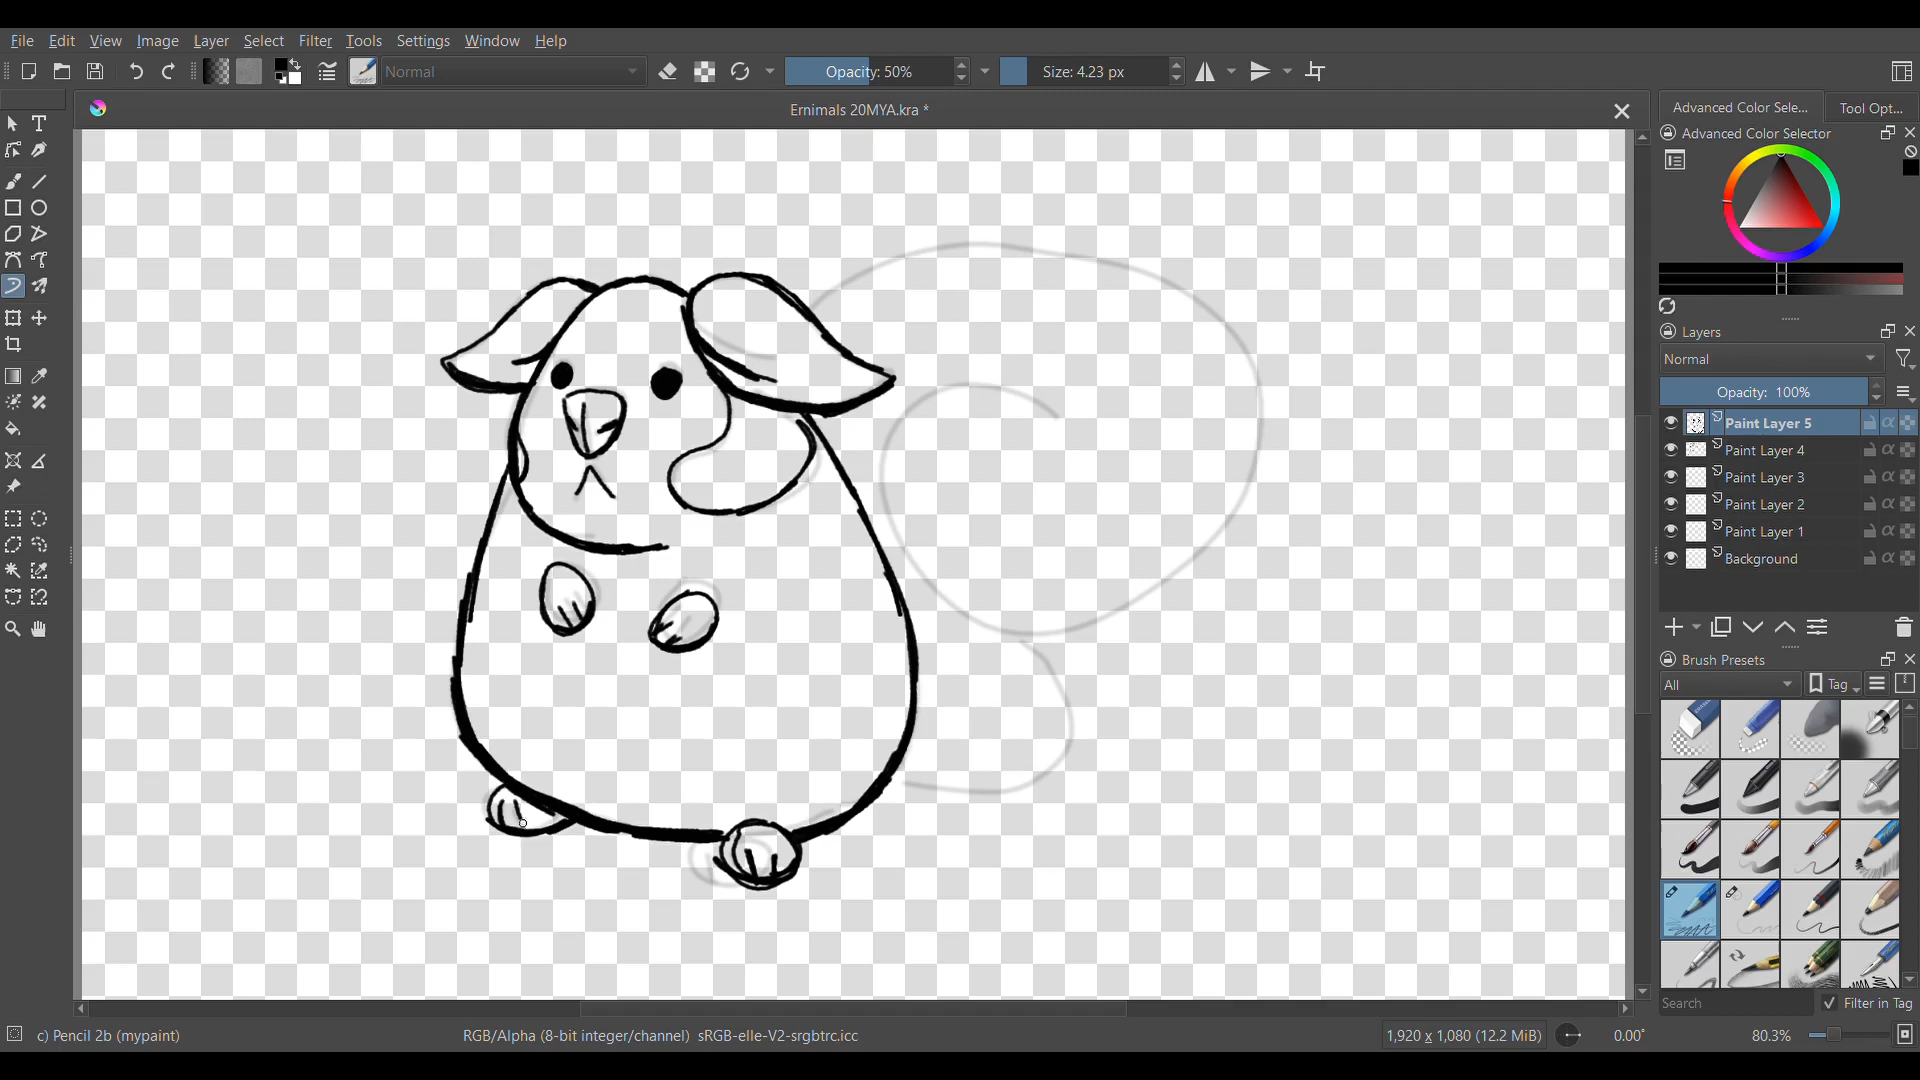 File Edit View Image Layer Select Filter Tools Settings Window Help
Normal Opacity: 50% Size: 4.23 px
Ernimals 20MYA.kra *
Advanced Color Sele... Tool Opt...
Advanced Color Selector
Layers
Normal
Opacity: 100%
Paint Layer 5
Paint Layer 4
Paint Layer 3
Paint Layer 2
Paint Layer 1
Background
Brush Presets
All Tag
Search Filter in Tag
c) Pencil 2b (mypaint) RGB/Alpha (8-bit integer/channel) sRGB-elle-V2-srgbtrc.icc 1,920 x 1,080 (12.2 MiB) 0.00° 80.3%